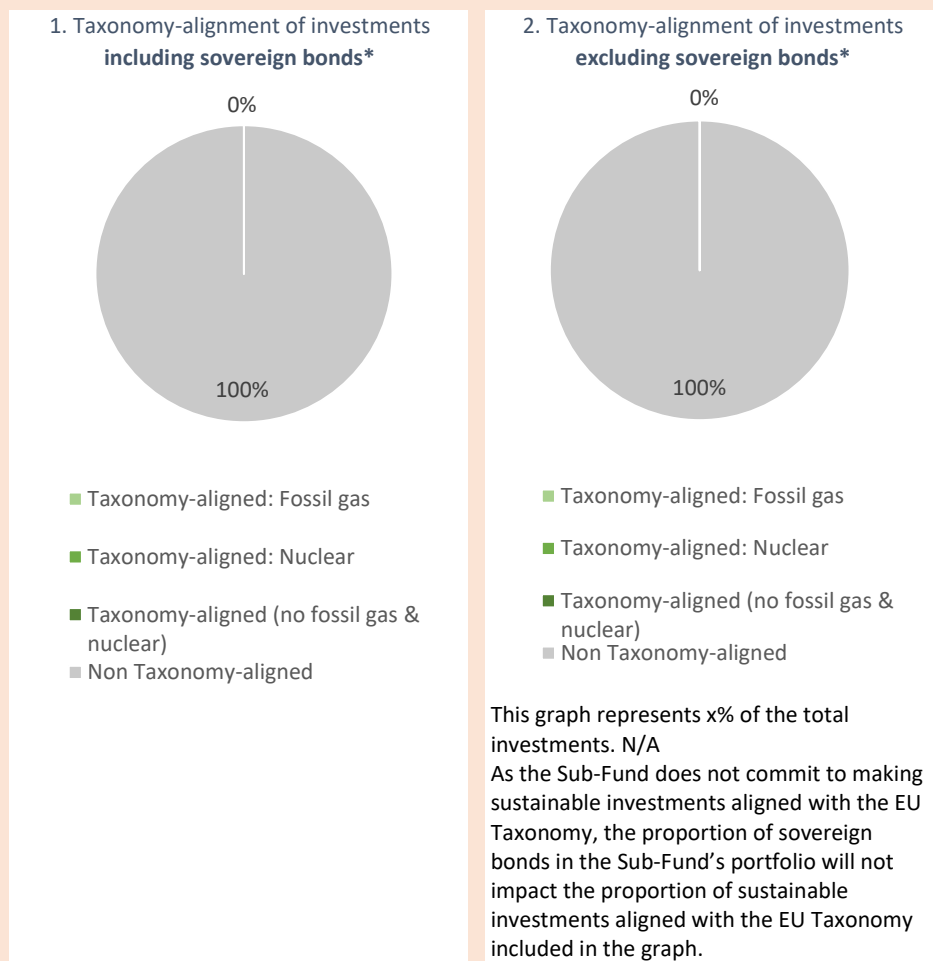 1. Taxonomy-alignment of investments
including sovereign bonds*
0%
100%
Taxonomy-aligned: Fossil gas
Taxonomy-aligned: Nuclear
Taxonomy-aligned (no fossil gas &
nuclear)
Non Taxonomy-aligned
2. Taxonomy-alignment of investments
excluding sovereign bonds*
0%
100%
Taxonomy-aligned: Fossil gas
Taxonomy-aligned: Nuclear
Taxonomy-aligned (no fossil gas &
nuclear)
Non Taxonomy-aligned
This graph represents x% of the total
investments. N/A
As the Sub-Fund does not commit to making
sustainable investments aligned with the EU
Taxonomy, the proportion of sovereign
bonds in the Sub-Fund’s portfolio will not
impact the proportion of sustainable
investments aligned with the EU Taxonomy
included in the graph.